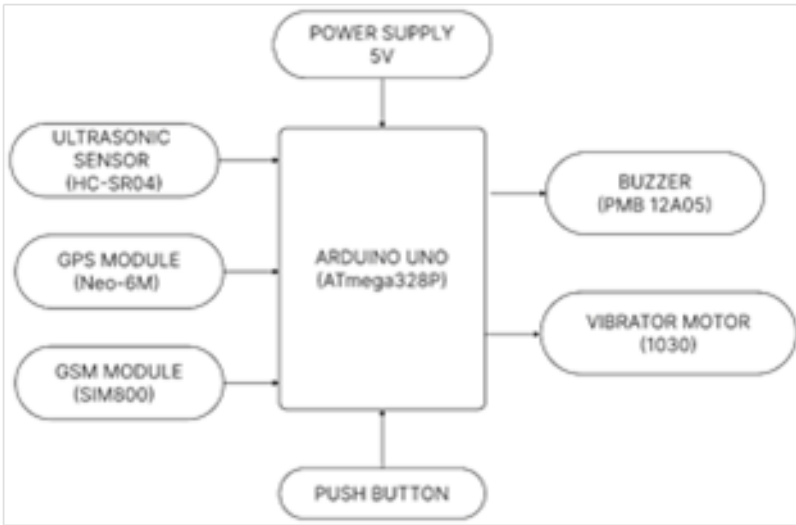 POWER SUPPLY
5V
ULTRASONIC
SENSOR
(HC-SR04)
BUZZER
(PMB 12A05)
GPS MODULE
(Neo-6M)
ARDUINO UNO
(ATmega328P)
VIBRATOR MOTOR
(1030)
GSM MODULE
(SIM800)
PUSH BUTTON